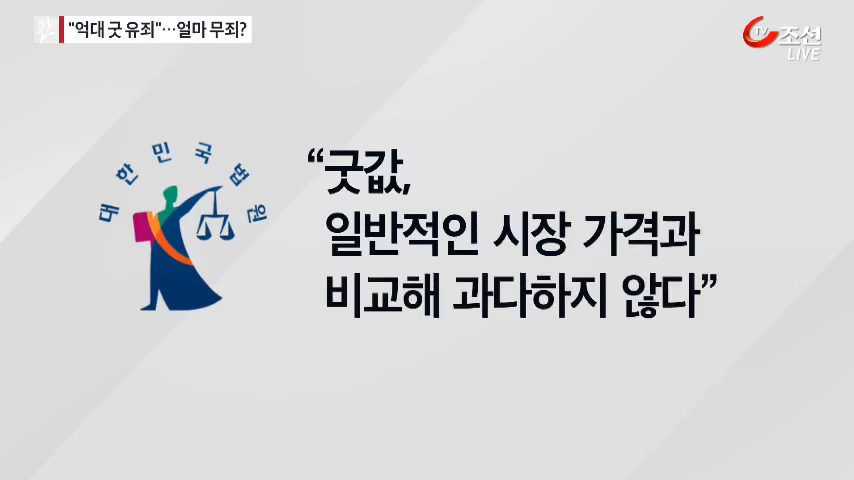 "억대 굿 유죄"…얼마 무죄?
TV조선
LIVE
대한민국법원
“굿값,
일반적인 시장 가격과
비교해 과다하지 않다”